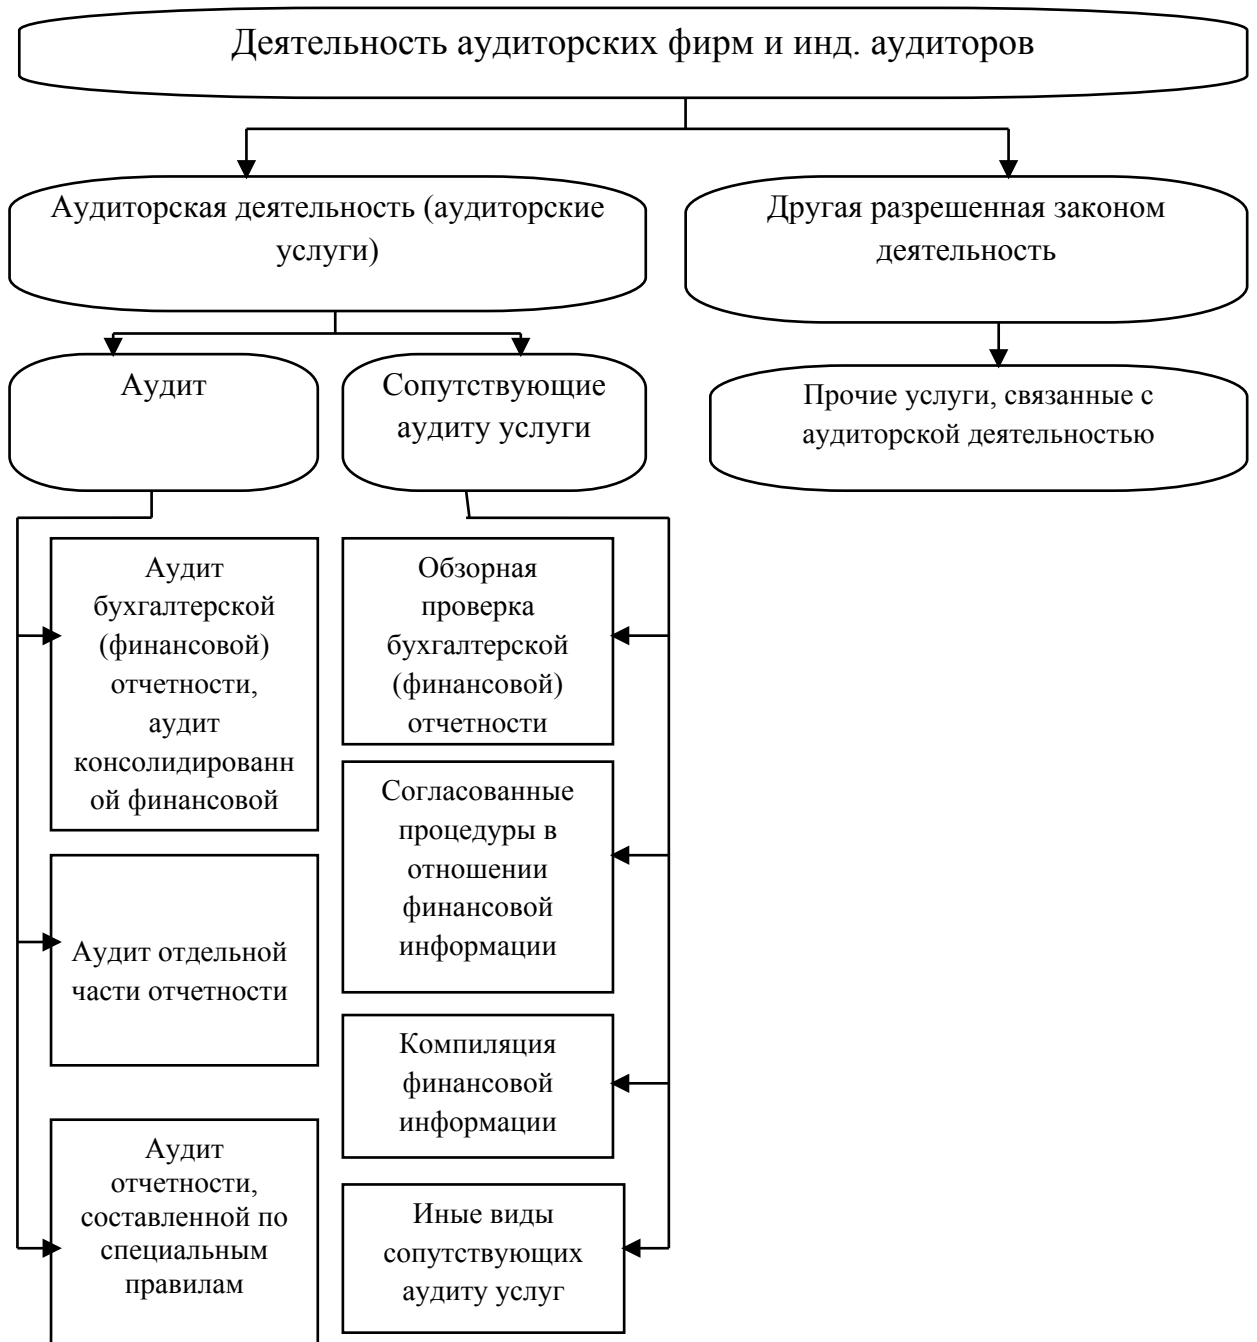 Деятельность аудиторских фирм и инд. аудиторов
Аудиторская деятельность (аудиторские
услуги)
Другая разрешенная законом
деятельность
Аудит
Сопутствующие
аудиту услуги
Прочие услуги, связанные с
аудиторской деятельностью
Аудит
бухгалтерской
(финансовой)
отчетности,
аудит
консолидированн
ой финансовой
Аудит отдельной
части отчетности
Аудит
отчетности,
составленной по
специальным
правилам
Обзорная
проверка
бухгалтерской
(финансовой)
отчетности
Согласованные
процедуры в
отношении
финансовой
информации
Компиляция
финансовой
информации
Иные виды
сопутствующих
аудиту услуг